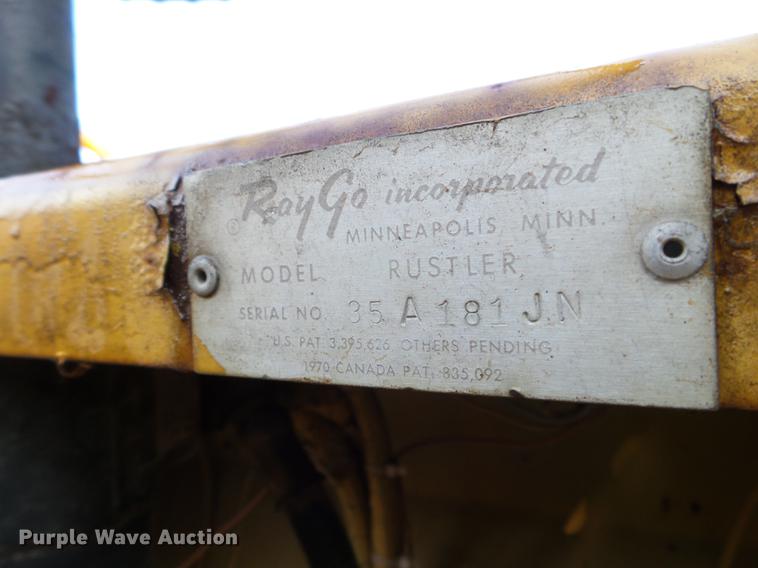 ® RayGo incorporated
MINNEAPOLIS, MINN.
MODEL RUSTLER
SERIAL NO. 35 A 181 J.N
U.S. PAT. 3,395,626 OTHERS PENDING
1970 CANADA PAT. 835,092
Purple Wave Auction